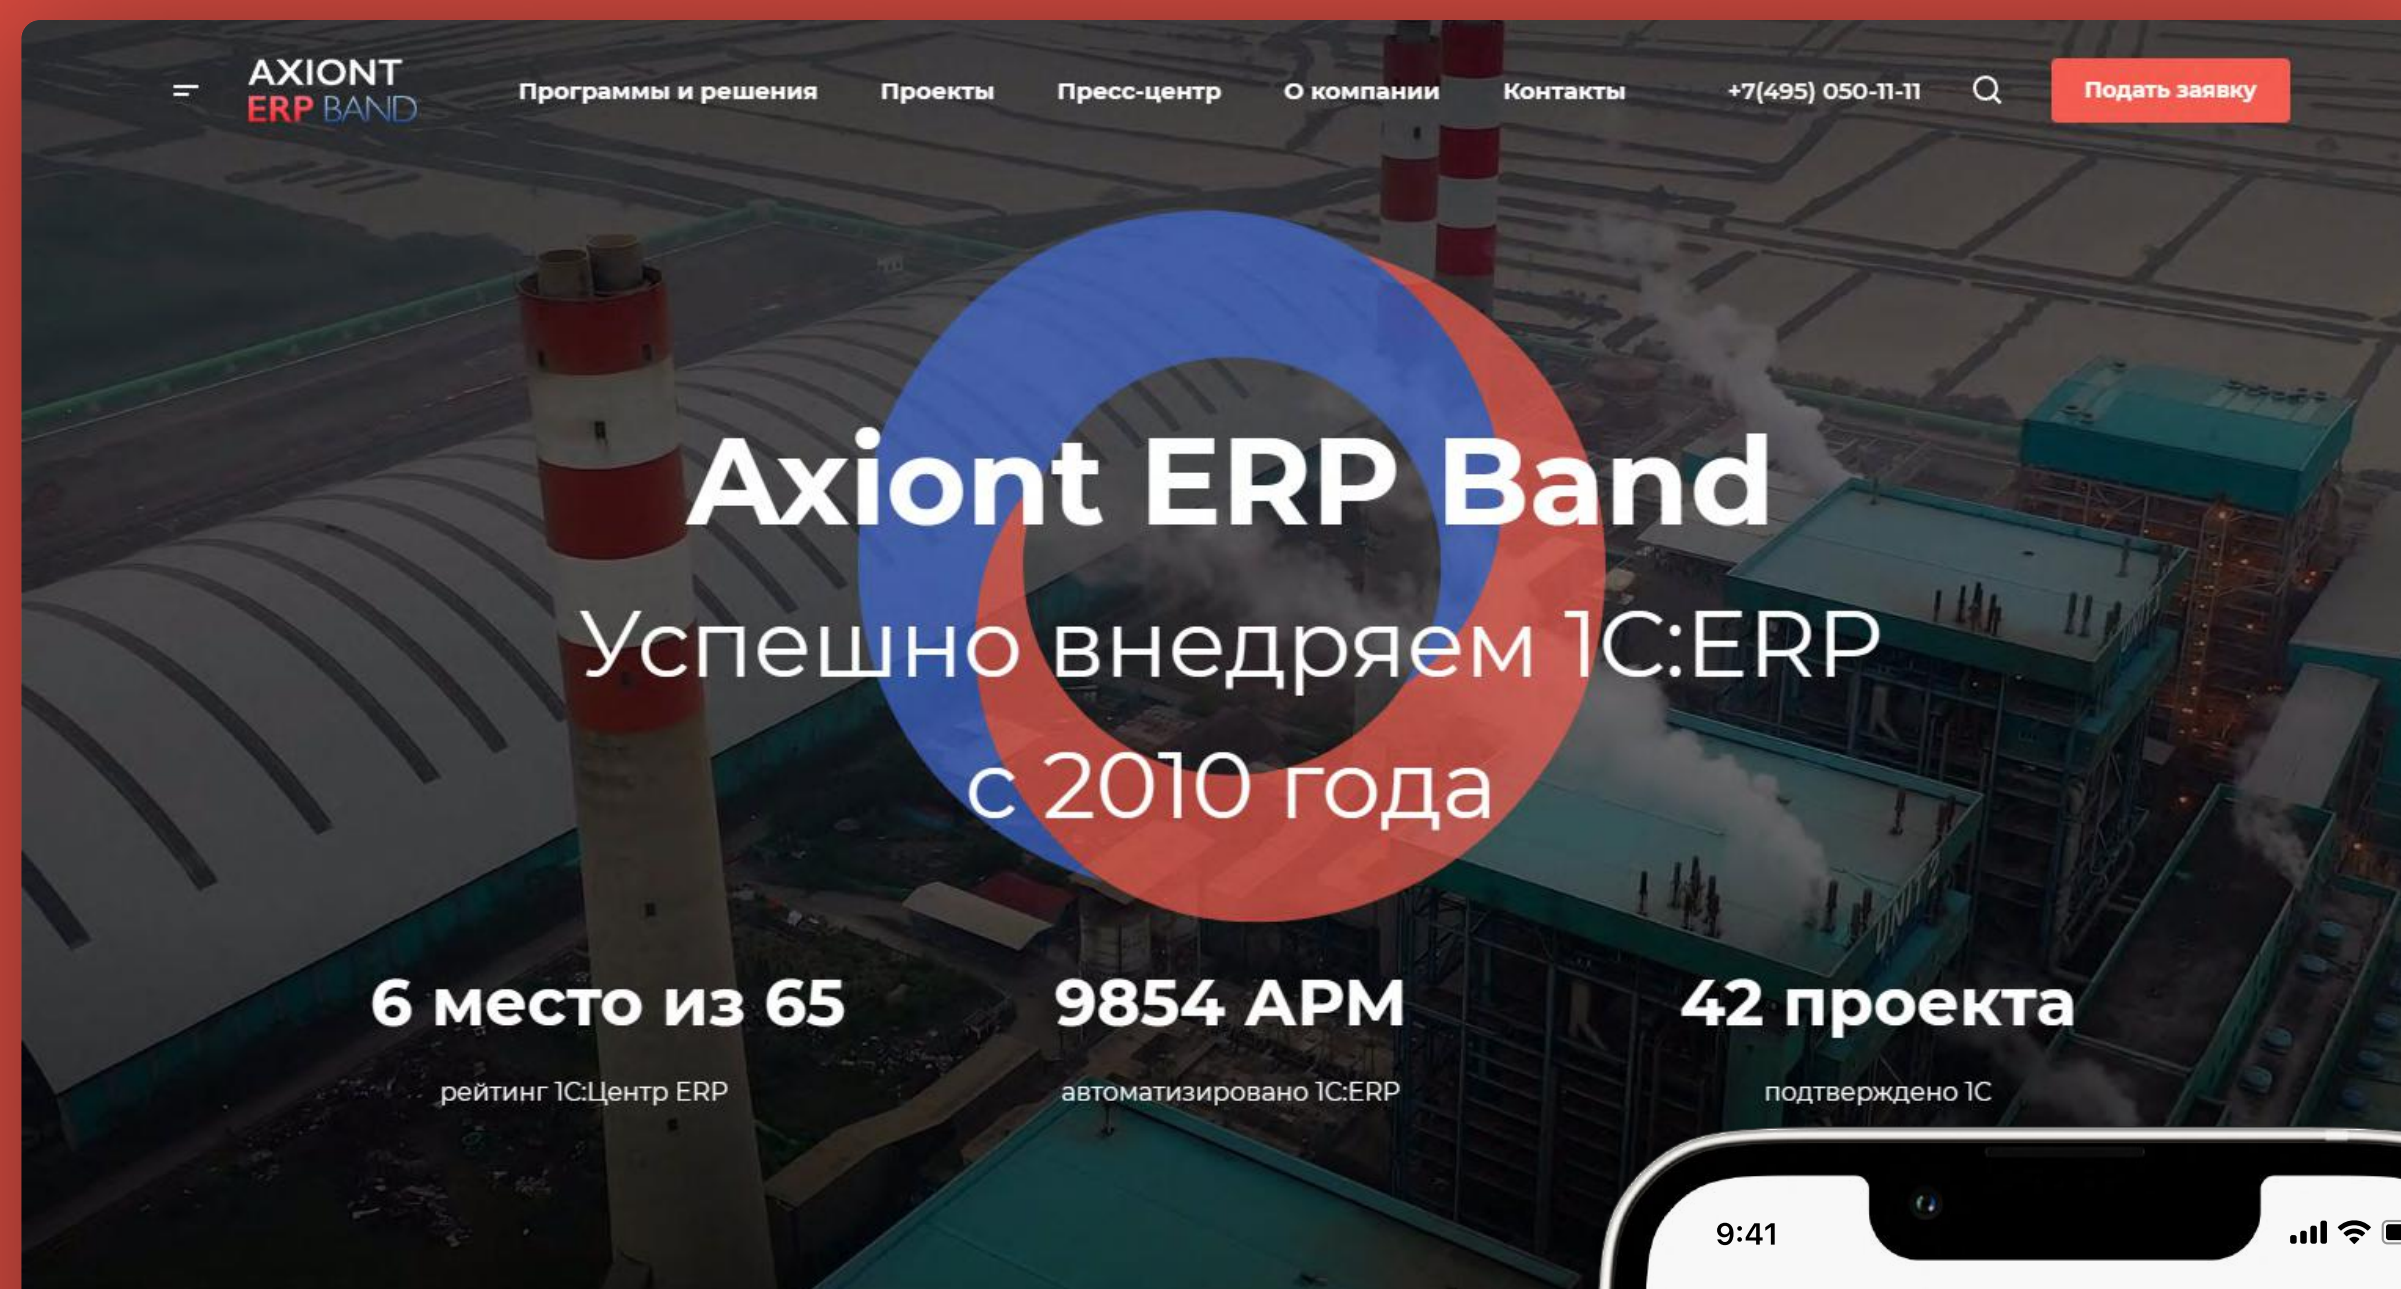 AXIONT
ERP BAND
Программы и решения
Проекты
Пресс-центр
О компании
Контакты
+7(495) 050-11-11
Подать заявку
Axiont ERP Band
Успешно внедряем 1С:ERP
с 2010 года
6 место из 65
9854 АРМ
42 проекта
рейтинг 1С:Центр ERP
автоматизировано 1С:ERP
подтверждено 1С
UNIT 2
9:41